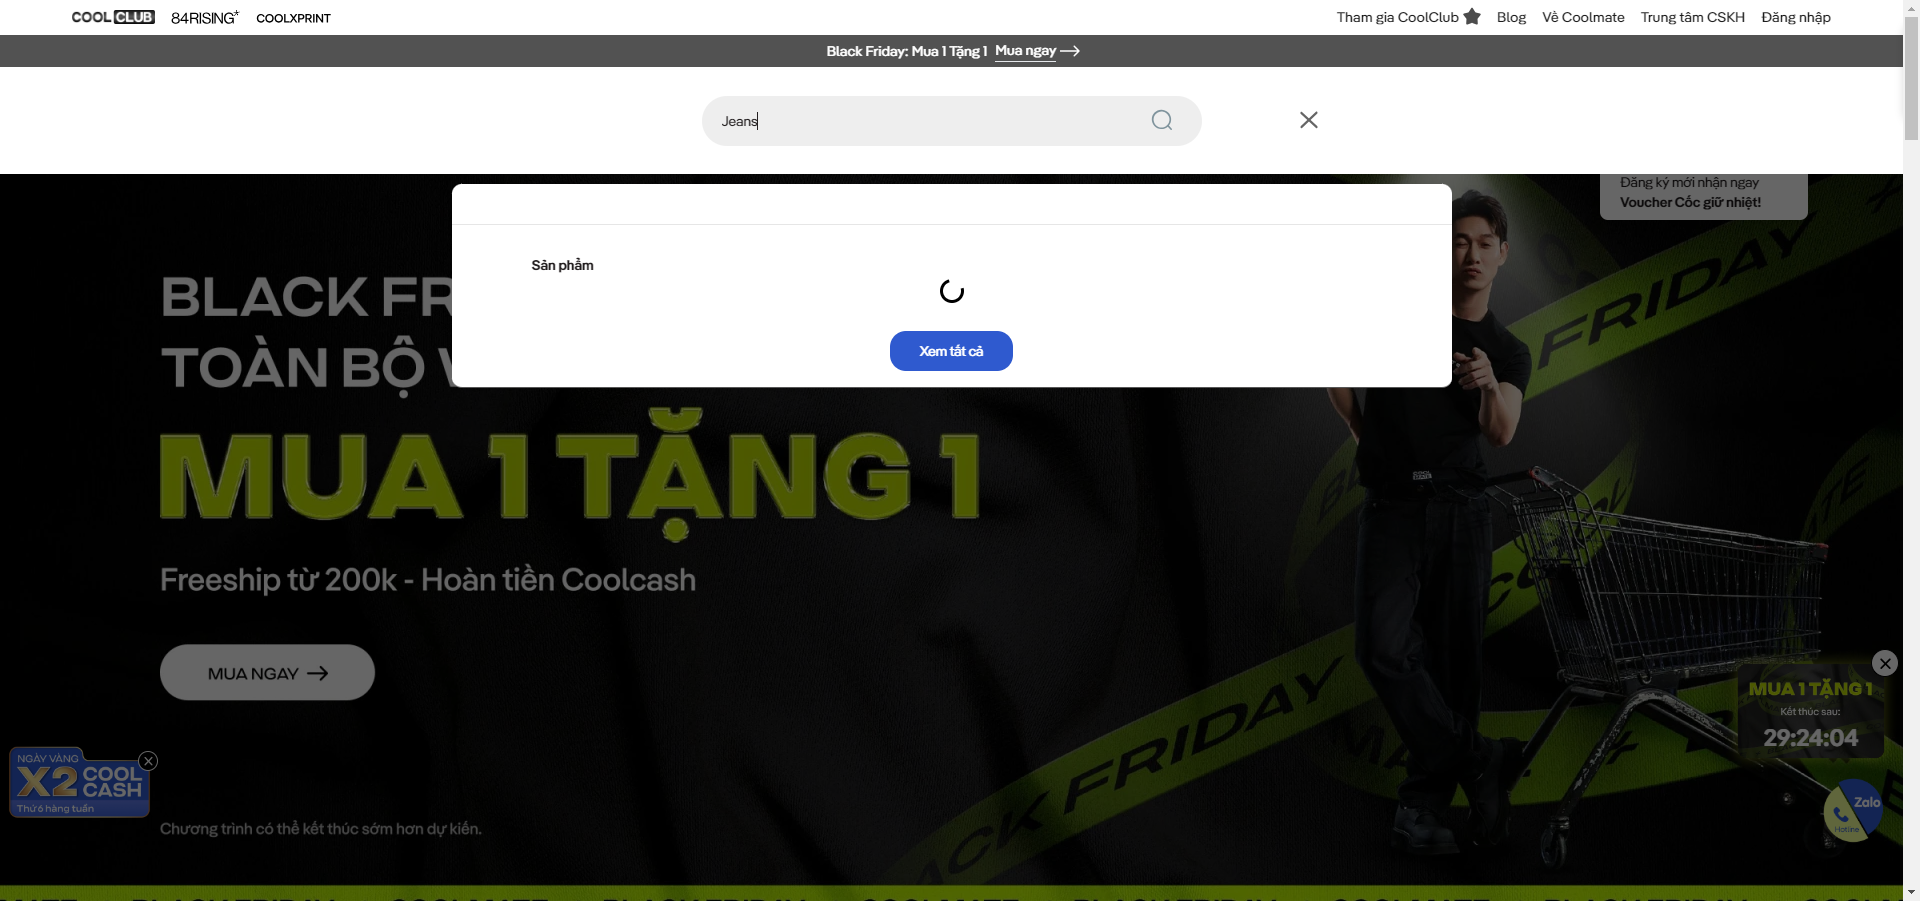 COOLCLUB 84RISING* COOLXPRINT
Tham gia CoolClub Blog Về Coolmate Trung tâm CSKH Đăng nhập
Black Friday: Mua 1 Tặng 1 Mua ngay
Jeans
Đăng ký mới nhận ngay
Voucher Cốc giữ nhiệt!
Sản phẩm
Xem tất cả
BLACK FR
TOÀN BỘ
MUA 1 TẶNG 1
Freeship từ 200k - Hoàn tiền Coolcash
MUA NGAY
NGÀY VÀNG
X2 COOL CASH
Thứ 6 hàng tuần
Chương trình có thể kết thúc sớm hơn dự kiến.
FRIDAY
BLACK FRIDAY
MUA 1 TẶNG 1
Kết thúc sau:
29:24:04
Zalo
Hotline